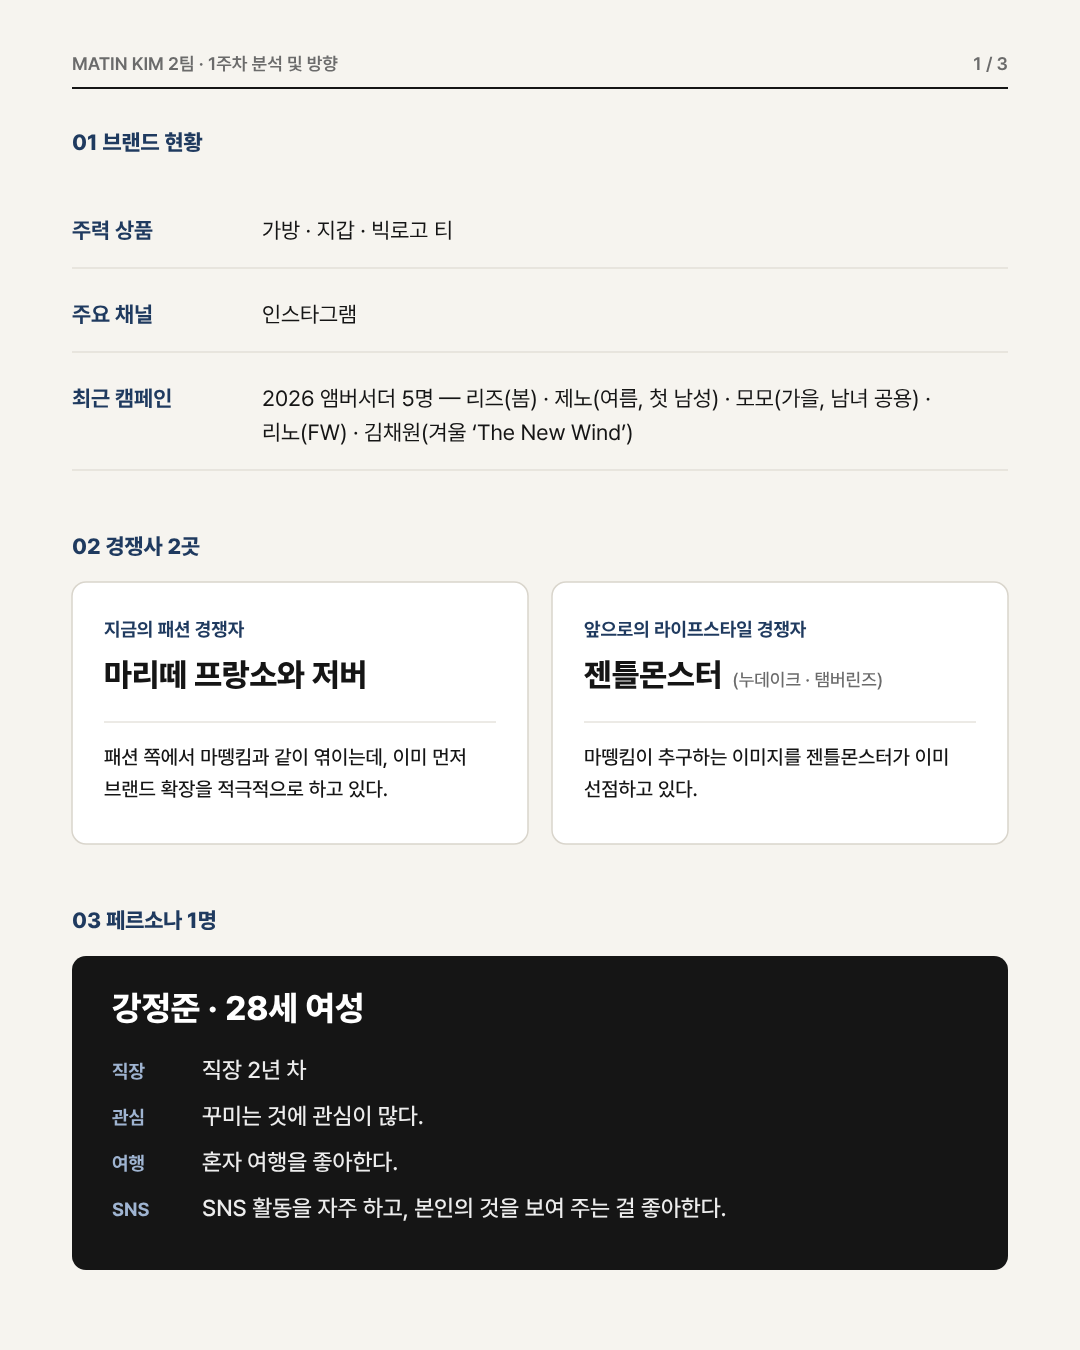 MATIN KIM 2팀 · 1주차 분석 및 방향
1 / 3
01 브랜드 현황
주력 상품
가방 · 지갑 · 빅로고 티
주요 채널
인스타그램
최근 캠페인
2026 앰버서더 5명 — 리즈(봄) · 제노(여름, 첫 남성) · 모모(가을, 남녀 공용) ·
리노(FW) · 김채원(겨울 ‘The New Wind’)
02 경쟁사 2곳
지금의 패션 경쟁자
마리떼 프랑소와 저버
패션 쪽에서 마뗑킴과 같이 엮이는데, 이미 먼저
브랜드 확장을 적극적으로 하고 있다.
앞으로의 라이프스타일 경쟁자
젠틀몬스터 (누데이크 · 탬버린즈)
마뗑킴이 추구하는 이미지를 젠틀몬스터가 이미
선점하고 있다.
03 페르소나 1명
강정준 · 28세 여성
직장
직장 2년 차
관심
꾸미는 것에 관심이 많다.
여행
혼자 여행을 좋아한다.
SNS
SNS 활동을 자주 하고, 본인의 것을 보여 주는 걸 좋아한다.